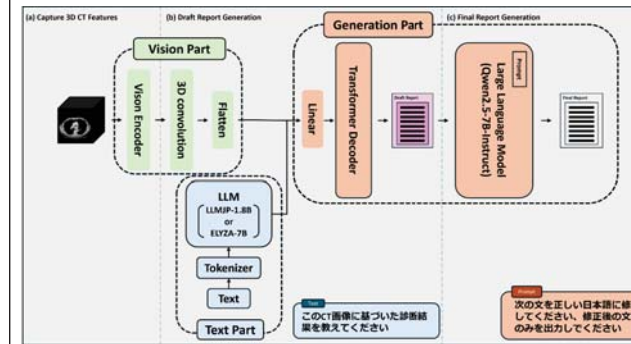 (a) Capture 3D CT Features
(b) Draft Report Generation
(c) Final Report Generation
Vision Part
Generation Part
Vison Encoder
3D convolution
Flatten
Linear
Transformer Decoder
Draft Report
Prompt
Large Language Model
(Qwen2.5-7B-Instruct)
Final Report
LLM
LLMJP-1.8B
or
ELYZA-7B
Tokenizer
Text
Text Part
Text
このCT画像に基づいた診断結
果を教えてください
Prompt
次の文を正しい日本語に修
してください、修正後の文
のみを出力でください